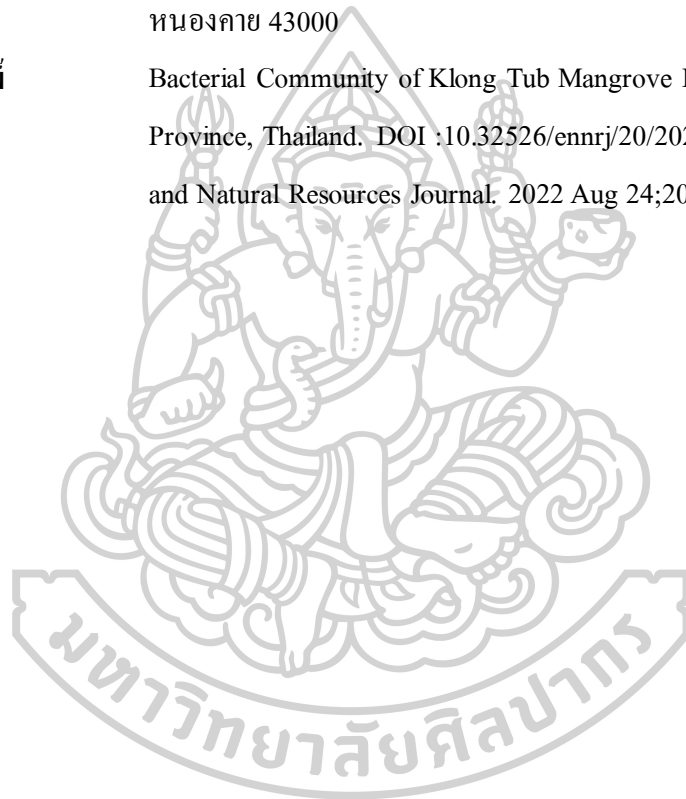 หนองคาย 43000
Bacterial Community of Klong Tub Mangrove
Province, Thailand. DOI :10.32526/ennrj/20/202
and Natural Resources Journal. 2022 Aug 24;20
มหาวิทยาลัยศิลปากร